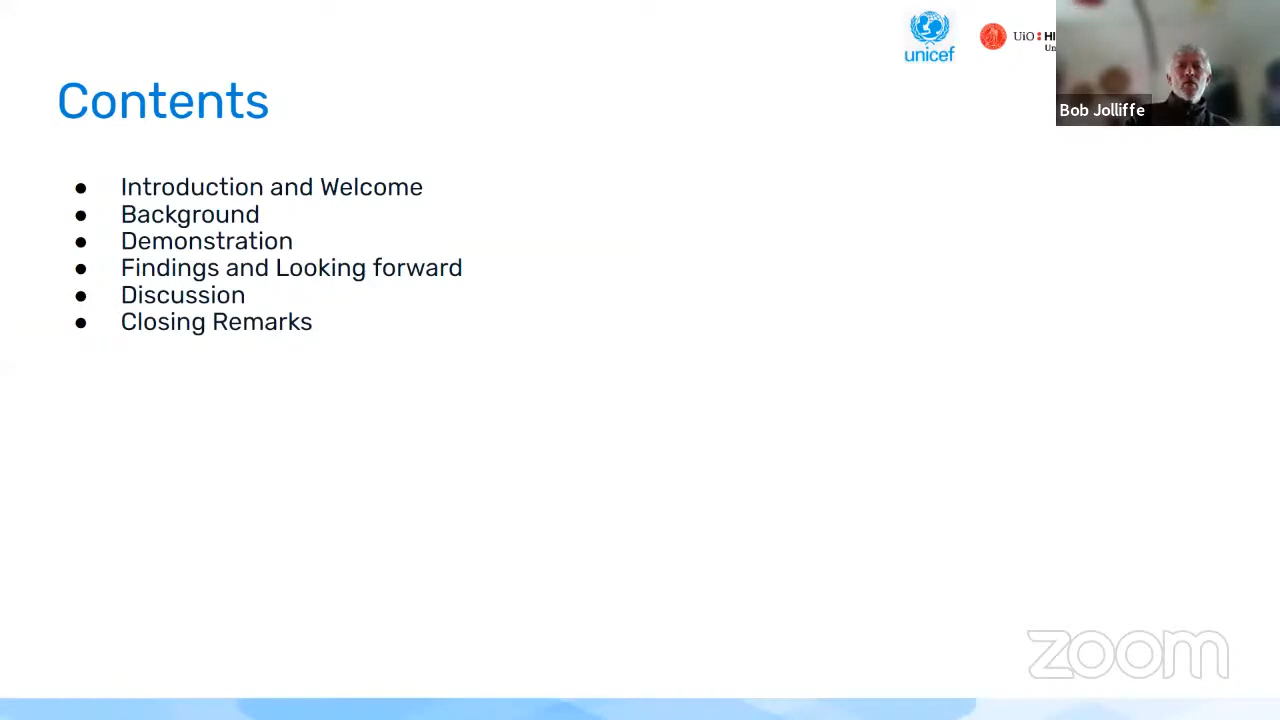 unicef
UiO
Bob Jolliffe
Contents
● Introduction and Welcome
● Background
● Demonstration
● Findings and Looking forward
● Discussion
● Closing Remarks
zoom